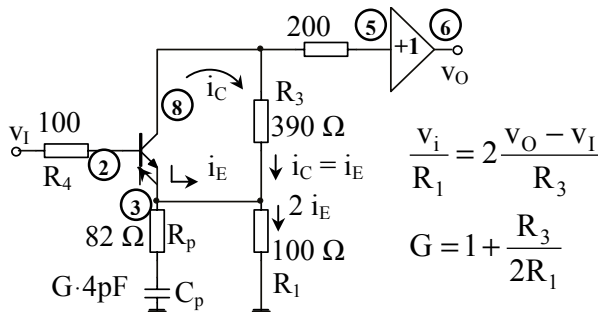 200
5
6
+1
v_O
8
i_C
R_3
390 Ω
v_I
100
R_4
2
i_E
i_C = i_E
3
2 i_E
82 Ω
R_p
100 Ω
R_1
G·4pF
C_p
v_i/R_1 = 2 (v_O − v_I)/R_3
G = 1 + R_3/2R_1